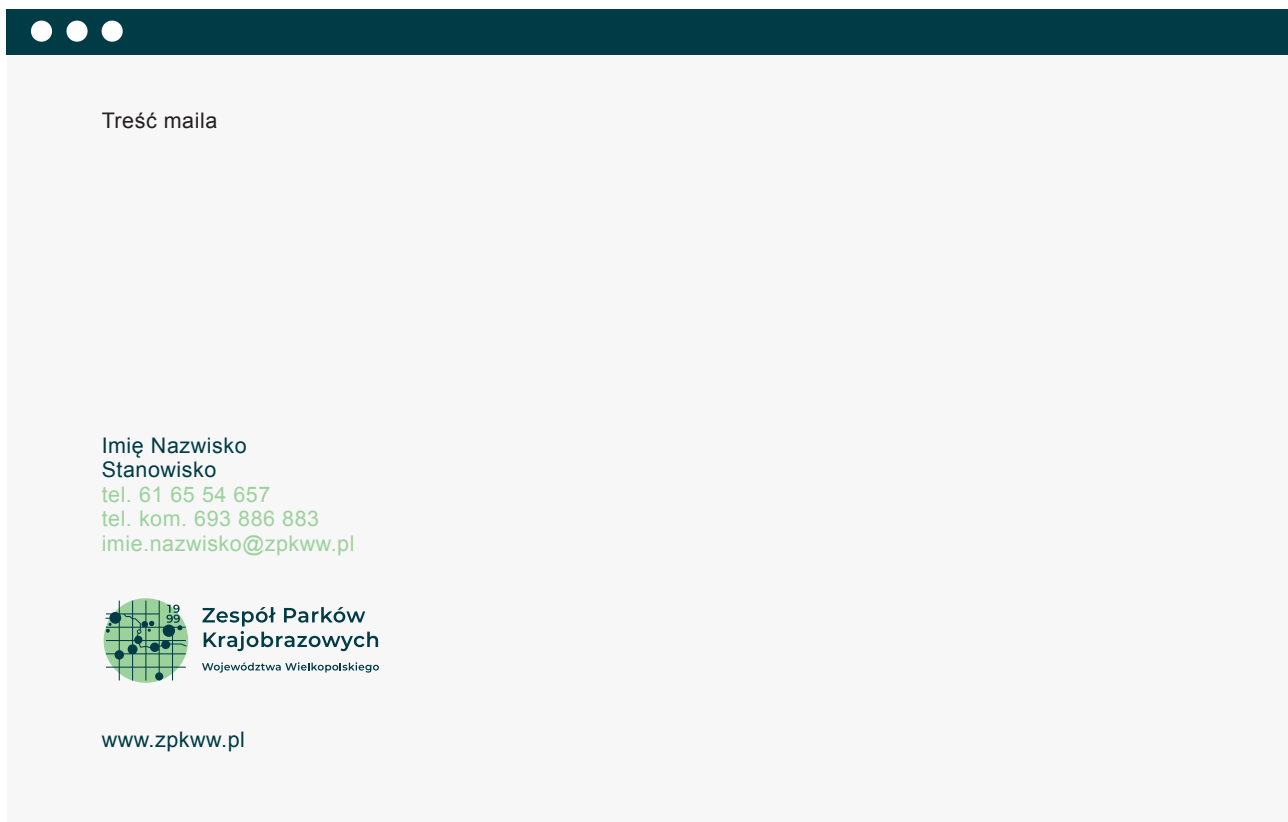 Treść maila
Imię Nazwisko
Stanowisko
tel. 61 65 54 657
tel. kom. 693 886 883
imie.nazwisko@zpkww.pl
19
99
Zespół Parków
Krajobrazowych
Województwa Wielkopolskiego
www.zpkww.pl